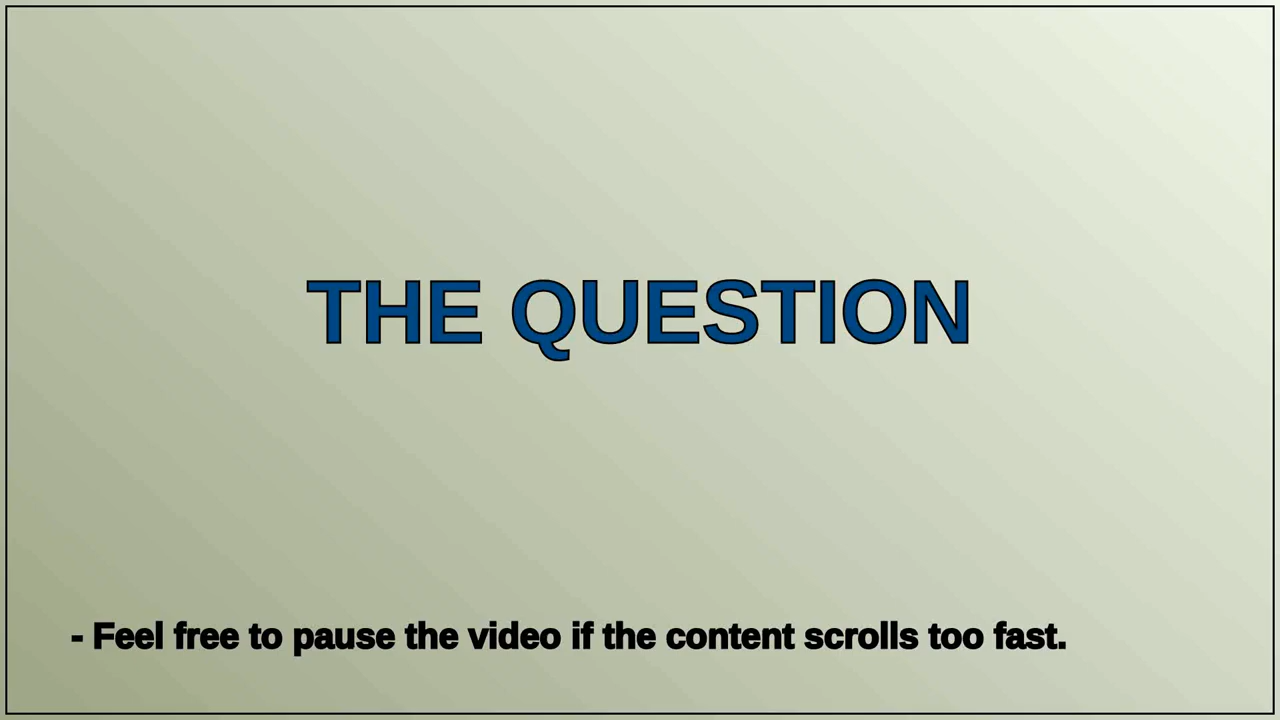 THE QUESTION
- Feel free to pause the video if the content scrolls too fast.